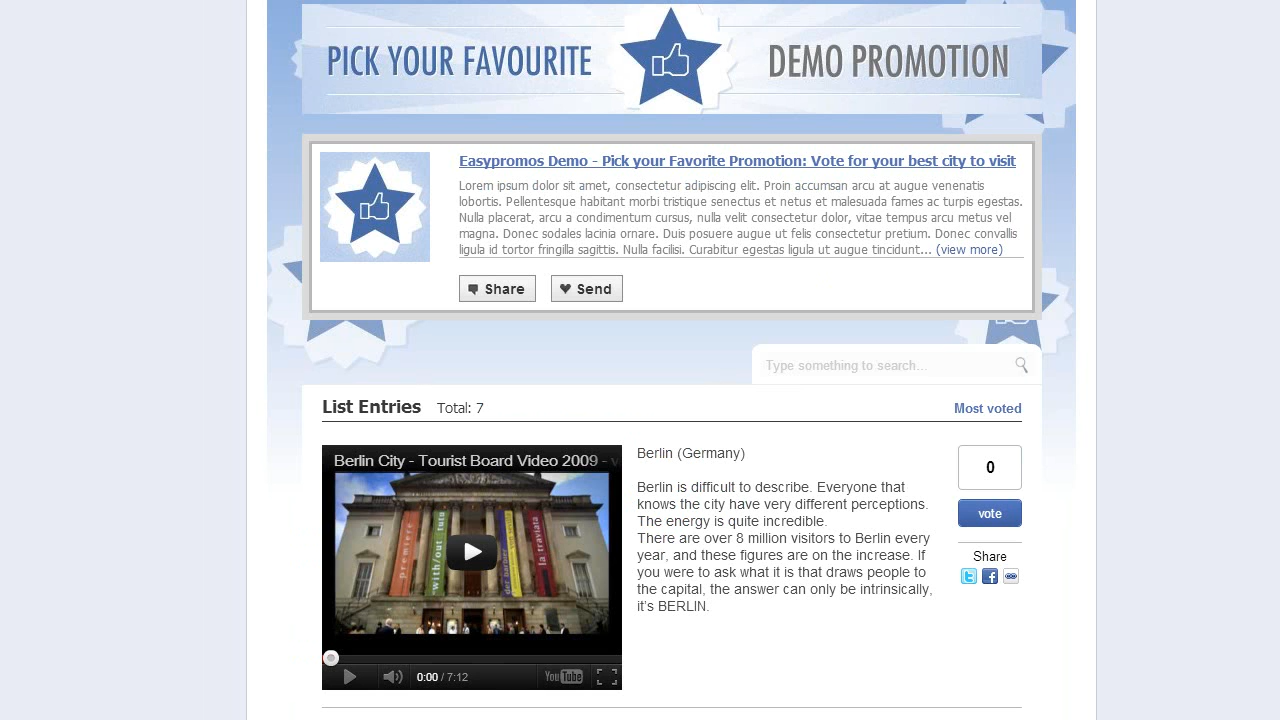 PICK YOUR FAVOURITE
DEMO PROMOTION
Easypromos Demo - Pick your Favorite Promotion: Vote for your best city to visit
Lorem ipsum dolor sit amet, consectetur adipiscing elit. Proin accumsan arcu at augue venenatis
lobortis. Pellentesque habitant morbi tristique senectus et netus et malesuada fames ac turpis egestas.
Nulla placerat, arcu a condimentum cursus, nulla velit consectetur dolor, vitae tempus arcu metus vel
magna. Donec sodales lacinia ornare. Duis posuere augue ut felis consectetur pretium. Donec convallis
ligula id tortor fringilla sagittis. Nulla facilisi. Curabitur egestas ligula ut augue tincidunt... (view more)
Share
Send
Type something to search...
List Entries Total: 7
Most voted
Berlin City - Tourist Board Video 2009 -
premiere
with/out tutu
der barbier
la traviata
0:00 / 7:12
YouTube
Berlin (Germany)
Berlin is difficult to describe. Everyone that
knows the city have very different perceptions.
The energy is quite incredible.
There are over 8 million visitors to Berlin every
year, and these figures are on the increase. If
you were to ask what it is that draws people to
the capital, the answer can only be intrinsically,
it's BERLIN.
0
vote
Share